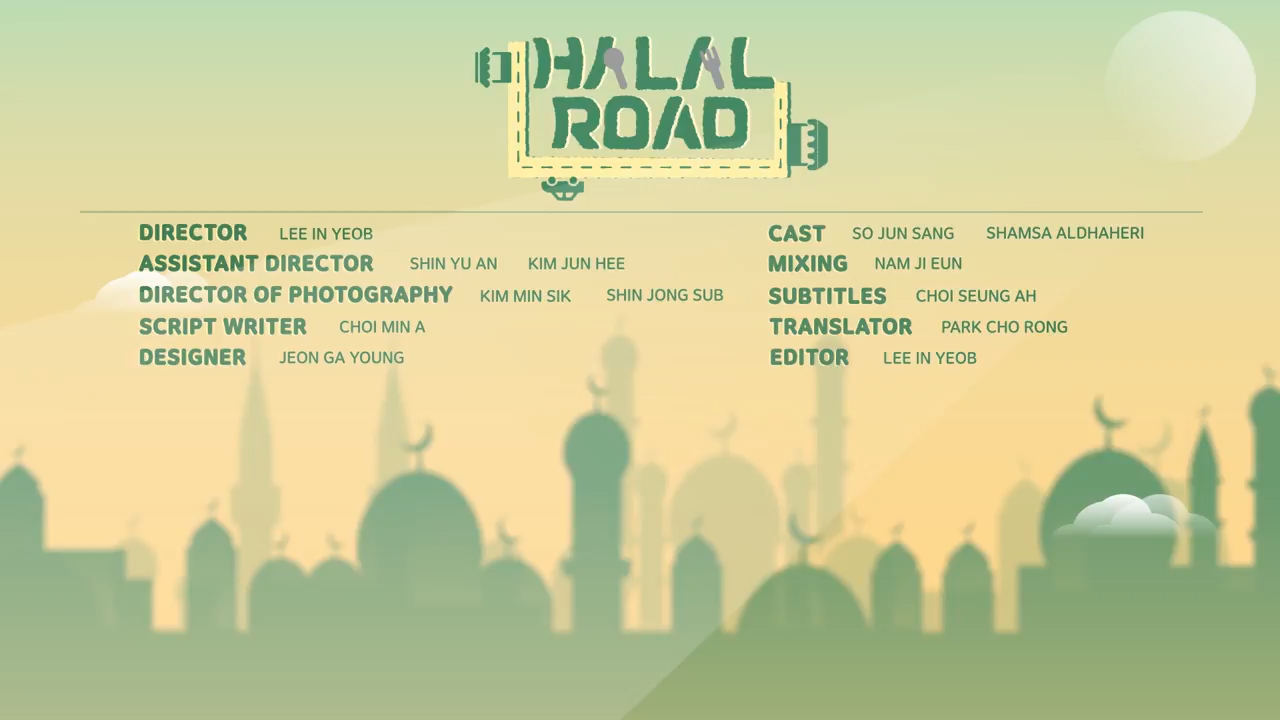 HALAL
ROAD
DIRECTOR LEE IN YEOB
ASSISTANT DIRECTOR SHIN YU AN KIM JUN HEE
DIRECTOR OF PHOTOGRAPHY KIM MIN SIK SHIN JONG SUB
SCRIPT WRITER CHOI MIN A
DESIGNER JEON GA YOUNG
CAST SO JUN SANG SHAMSA ALDHAHERI
MIXING NAM JI EUN
SUBTITLES CHOI SEUNG AH
TRANSLATOR PARK CHO RONG
EDITOR LEE IN YEOB